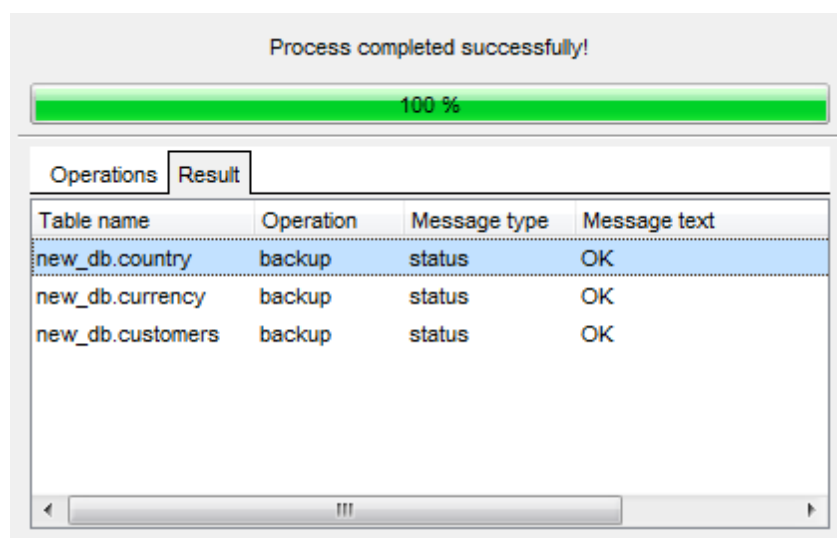 Process completed successfully!
100 %
Operations Result
Table name Operation Message type Message text
new_db.country backup status OK
new_db.currency backup status OK
new_db.customers backup status OK